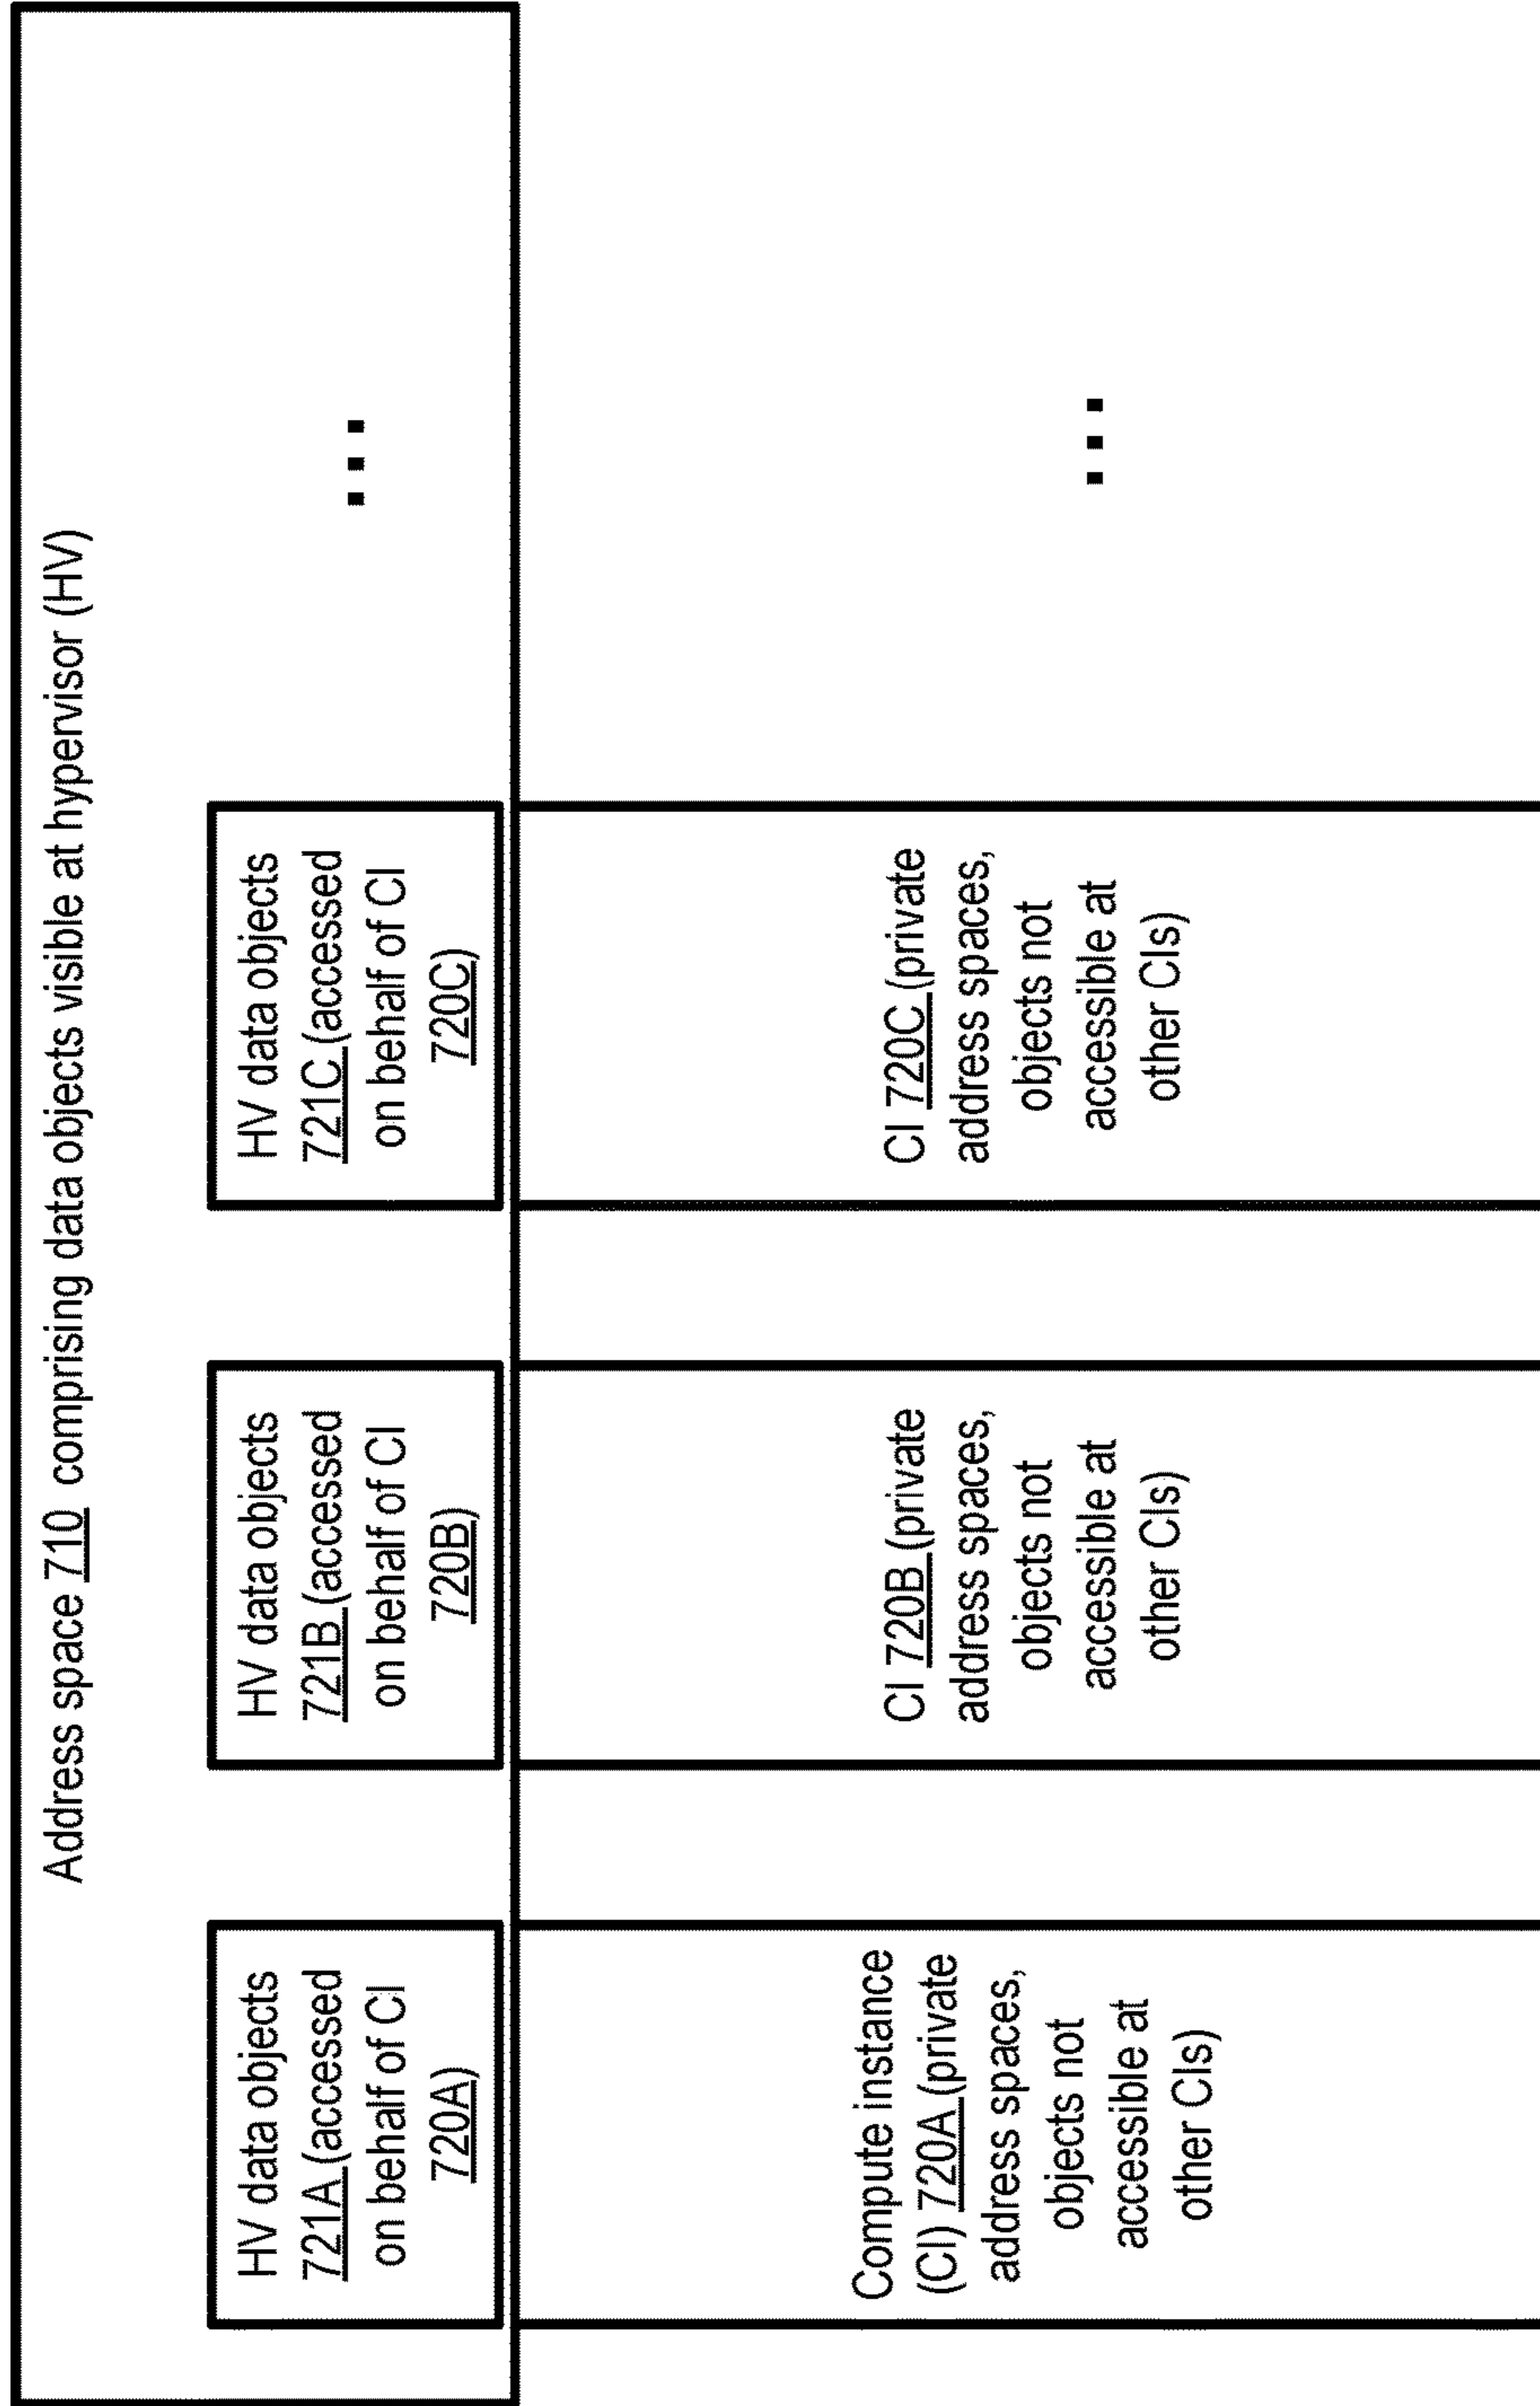 Address space 710 comprising data objects visible at hypervisor (HV)
HV data objects
721A (accessed
on behalf of CI
720A)
HV data objects
721B (accessed
on behalf of CI
720B)
HV data objects
721C (accessed
on behalf of CI
720C)
...
Compute instance
(CI) 720A (private
address spaces,
objects not
accessible at
other CIs)
CI 720B (private
address spaces,
objects not
accessible at
other CIs)
CI 720C (private
address spaces,
objects not
accessible at
other CIs)
...